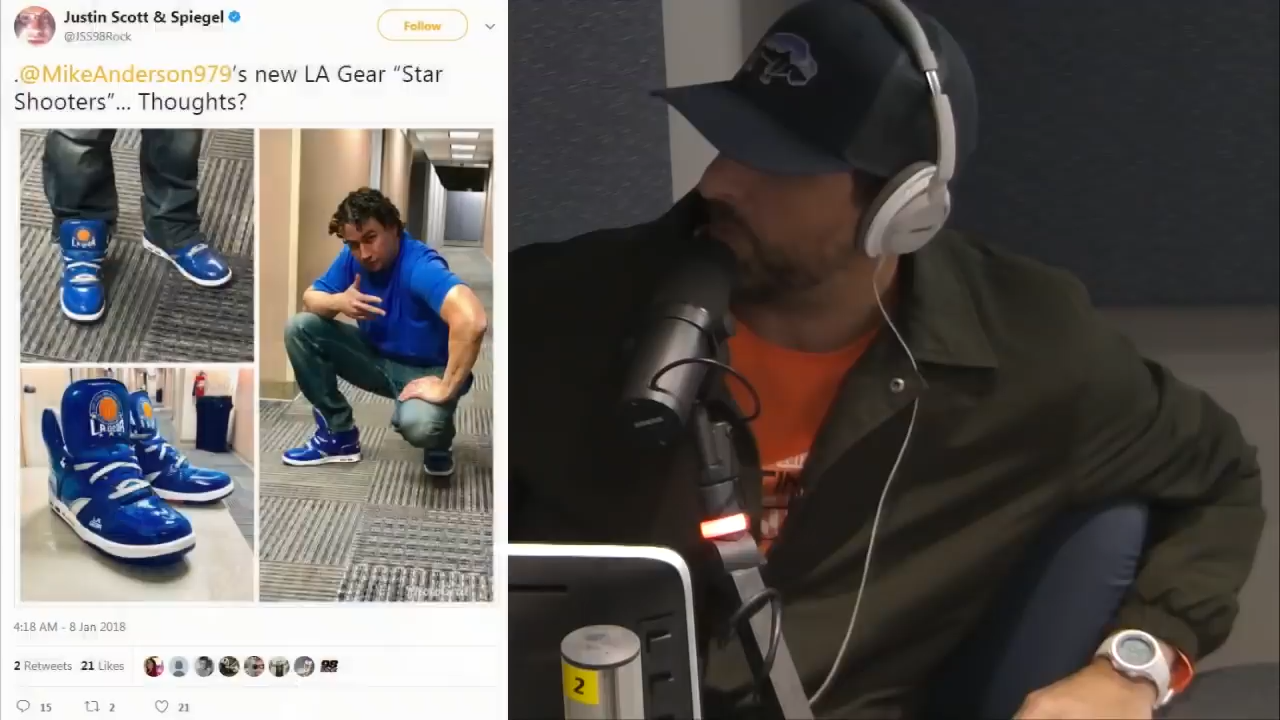 Justin Scott & Spiegel
@JSS98Rock
Follow
.@MikeAnderson979's new LA Gear “Star
Shooters”... Thoughts?
4:18 AM - 8 Jan 2018
2 Retweets 21 Likes
98
15 2 21
2